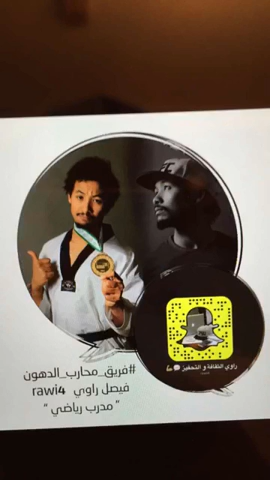 راوي الثقافة و التحفيز
#فريق_محارب_الدهون
فيصل راوي rawi4
"مدرب رياضي"